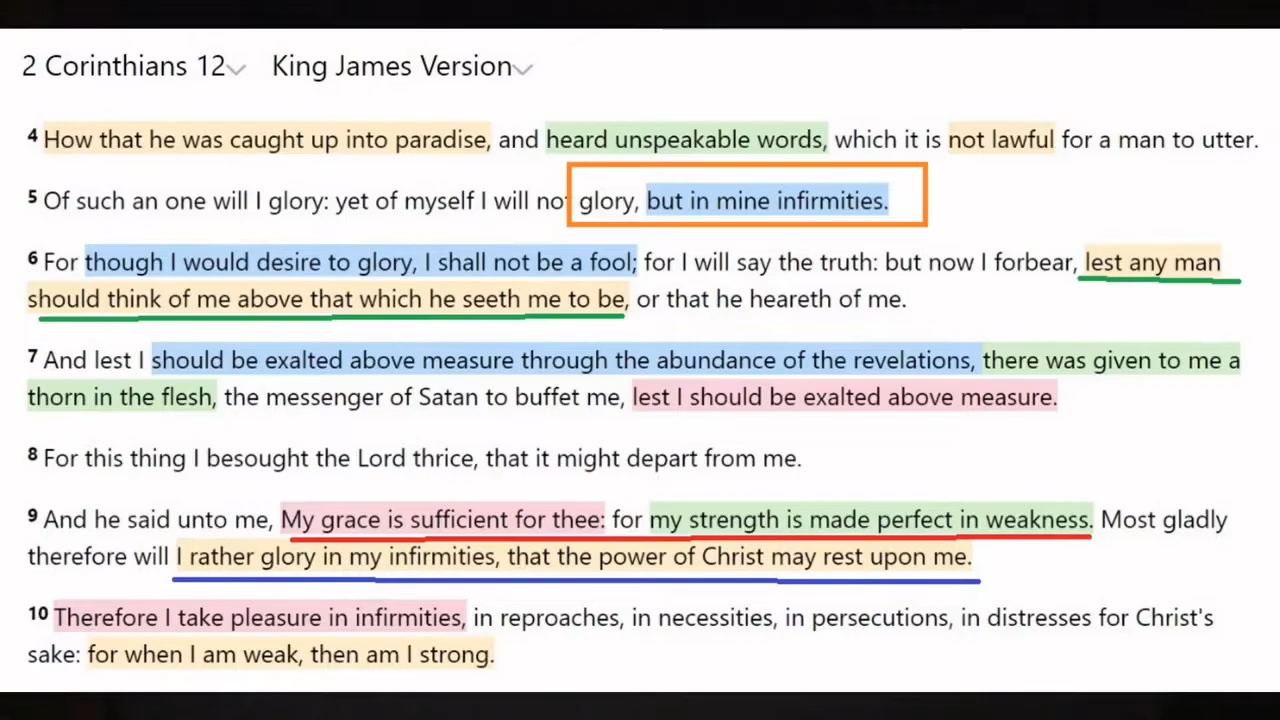 2 Corinthians 12 King James Version
4 How that he was caught up into paradise, and heard unspeakable words, which it is not lawful for a man to utter.
5 Of such an one will I glory: yet of myself I will not glory, but in mine infirmities.
6 For though I would desire to glory, I shall not be a fool; for I will say the truth: but now I forbear, lest any man
should think of me above that which he seeth me to be, or that he heareth of me.
7 And lest I should be exalted above measure through the abundance of the revelations, there was given to me a
thorn in the flesh, the messenger of Satan to buffet me, lest I should be exalted above measure.
8 For this thing I besought the Lord thrice, that it might depart from me.
9 And he said unto me, My grace is sufficient for thee: for my strength is made perfect in weakness. Most gladly
therefore will I rather glory in my infirmities, that the power of Christ may rest upon me.
10 Therefore I take pleasure in infirmities, in reproaches, in necessities, in persecutions, in distresses for Christ's
sake: for when I am weak, then am I strong.